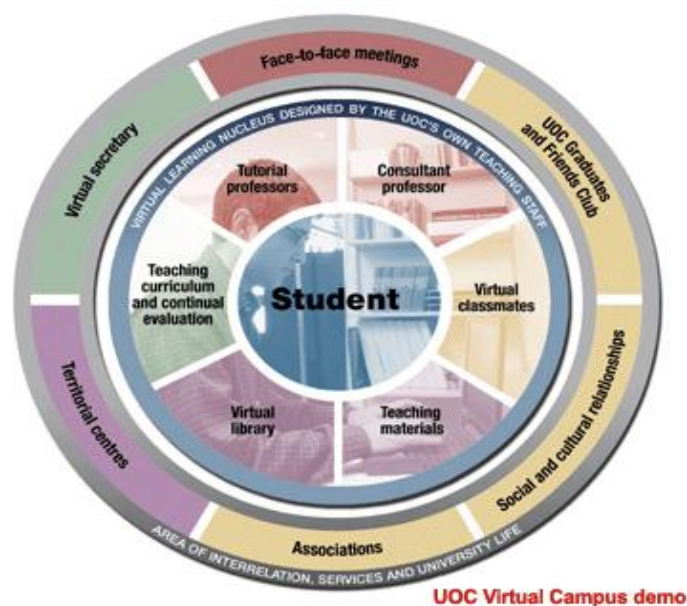 Face-to-face meetings
UOC Graduates
and Friends Club
Social and cultural relationships
Associations
Territorial centres
Virtual secretary
VIRTUAL LEARNING NUCLEUS DESIGNED BY THE UOC'S OWN TEACHING STAFF
Tutorial
professors
Consultant
professor
Virtual
classmates
Teaching
materials
Virtual
library
Teaching
curriculum
and continual
evaluation
Student
AREA OF INTERRELATION, SERVICES AND UNIVERSITY LIFE
UOC Virtual Campus demo